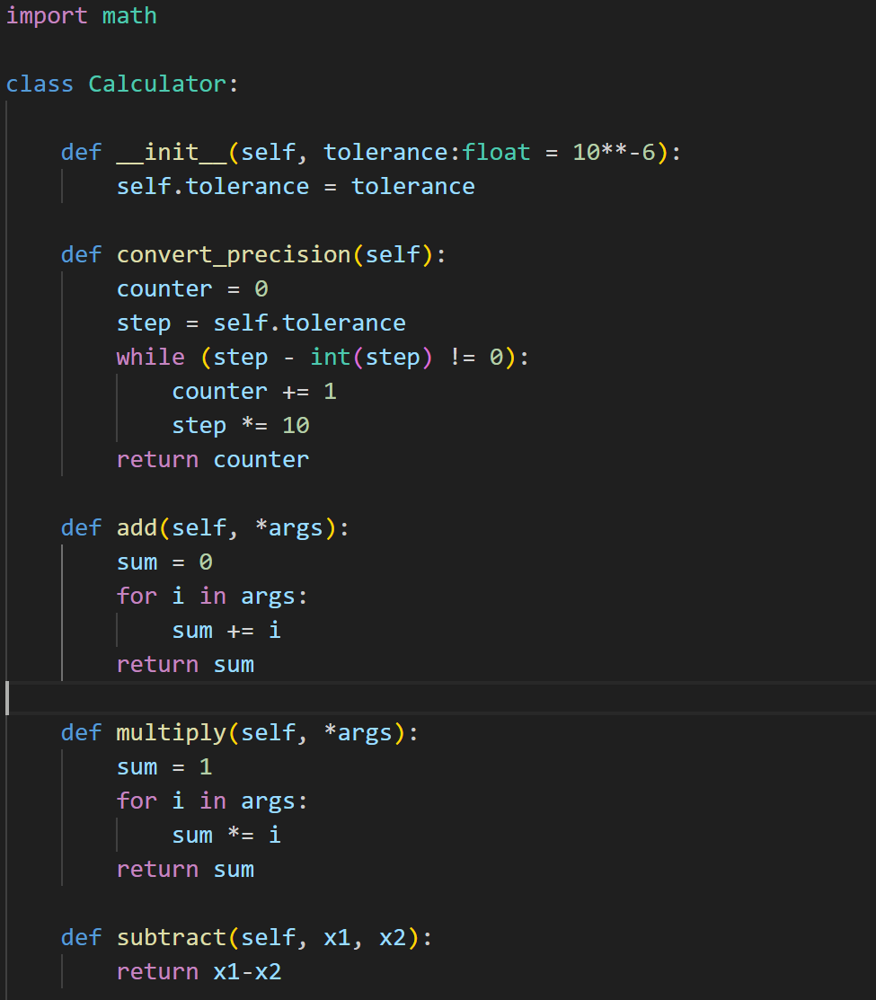 import math
class Calculator:
    def __init__(self, tolerance:float = 10**-6):
        self.tolerance = tolerance
    def convert_precision(self):
        counter = 0
        step = self.tolerance
        while (step - int(step) != 0):
            counter += 1
            step *= 10
        return counter
    def add(self, *args):
        sum = 0
        for i in args:
            sum += i
        return sum
    def multiply(self, *args):
        sum = 1
        for i in args:
            sum *= i
        return sum
    def subtract(self, x1, x2):
        return x1-x2